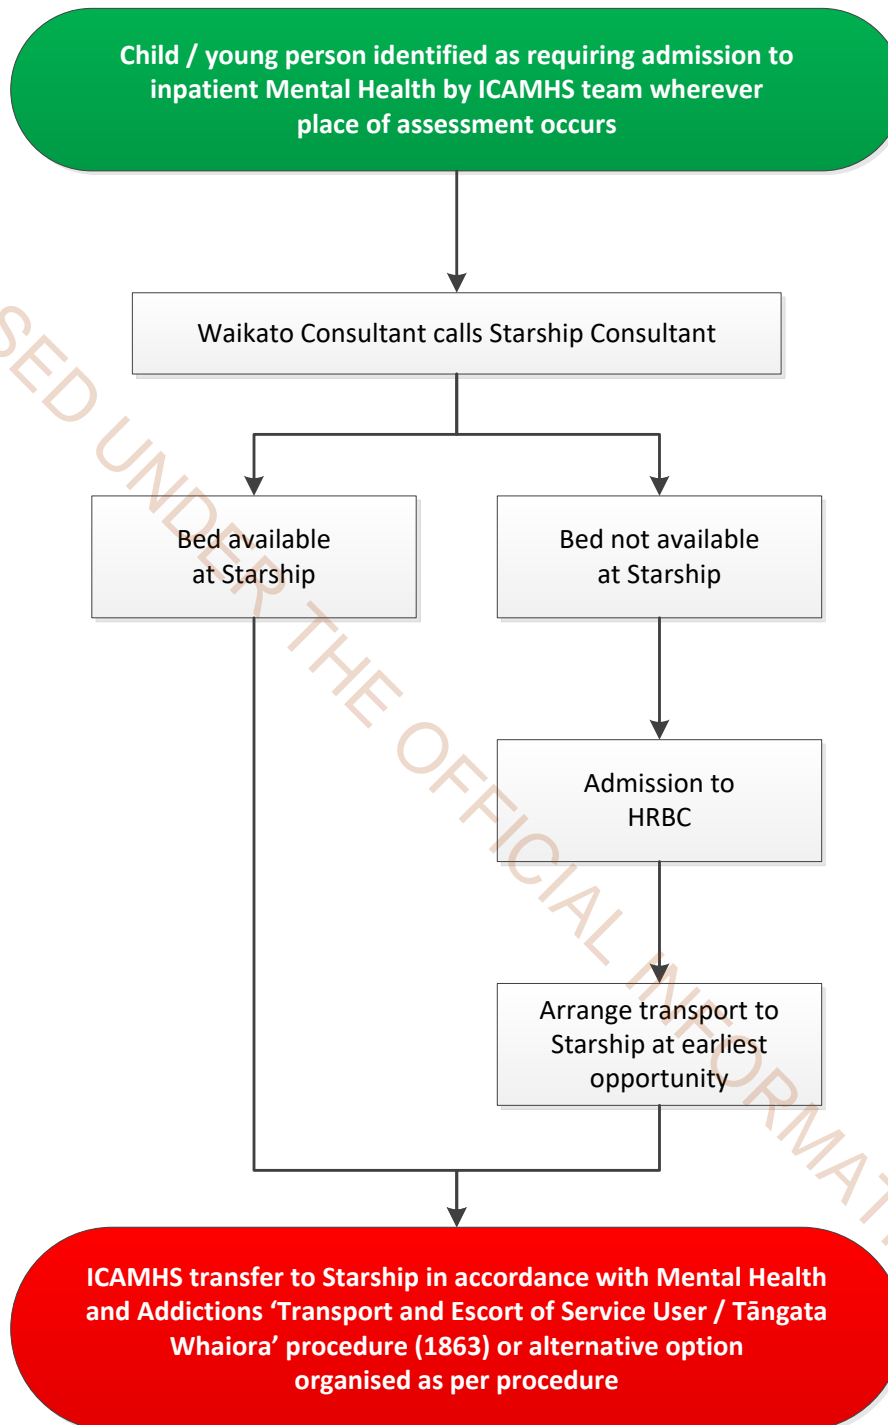 Child / young person identified as requiring admission to
inpatient Mental Health by ICAMHS team wherever
place of assessment occurs
Waikato Consultant calls Starship Consultant
Bed available
at Starship
Bed not available
at Starship
Admission to
HRBC
Arrange transport to
Starship at earliest
opportunity
ICAMHS transfer to Starship in accordance with Mental Health
and Addictions ‘Transport and Escort of Service User / Tāngata
Whaiora’ procedure (1863) or alternative option
organised as per procedure
UNDER THE OFFICIAL